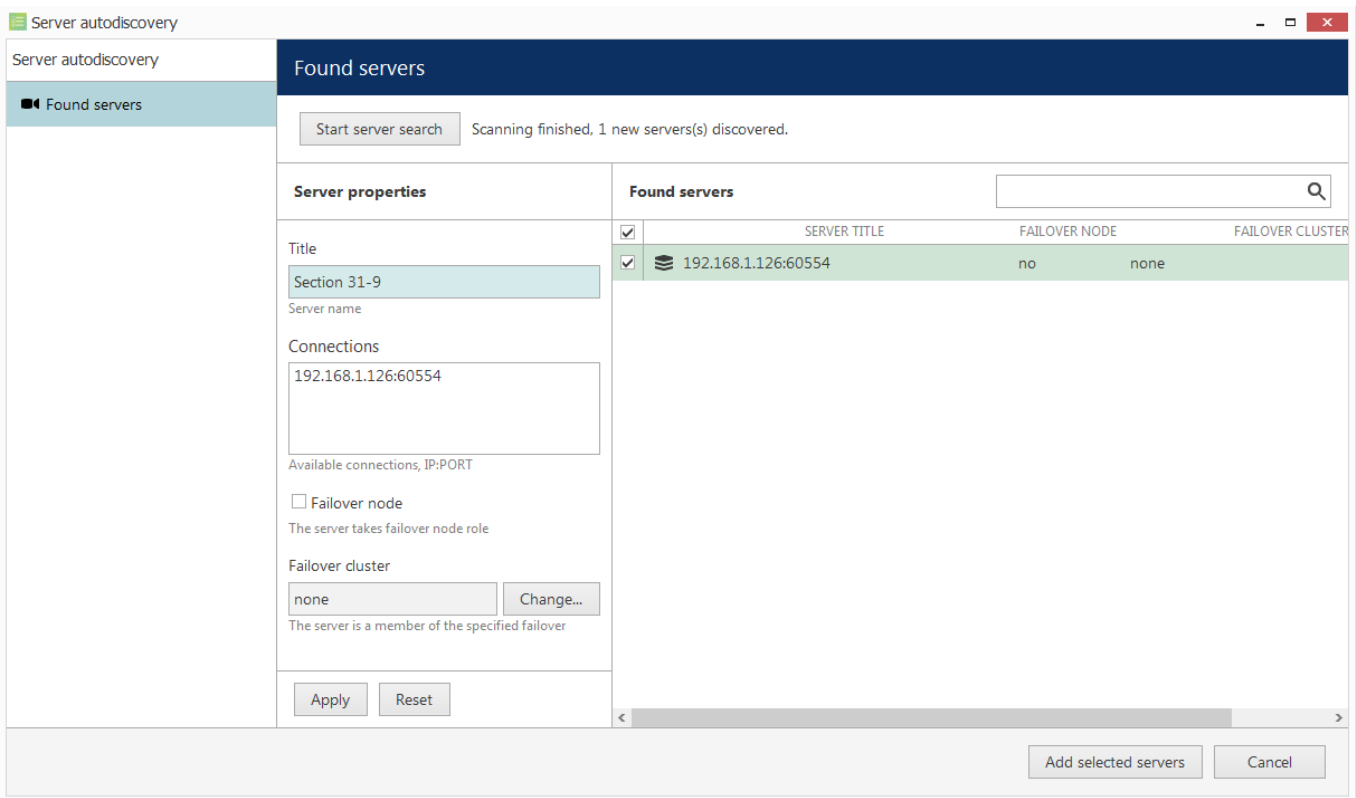 Server autodiscovery
Server autodiscovery
Found servers
Found servers
Start server search
Scanning finished, 1 new servers(s) discovered.
Server properties
Title
Section 31-9
Server name
Connections
192.168.1.126:60554
Available connections, IP:PORT
Failover node
The server takes failover node role
Failover cluster
none
Change...
The server is a member of the specified failover
Apply
Reset
Found servers
SERVER TITLE
FAILOVER NODE
FAILOVER CLUSTER
192.168.1.126:60554
no
none
Add selected servers
Cancel